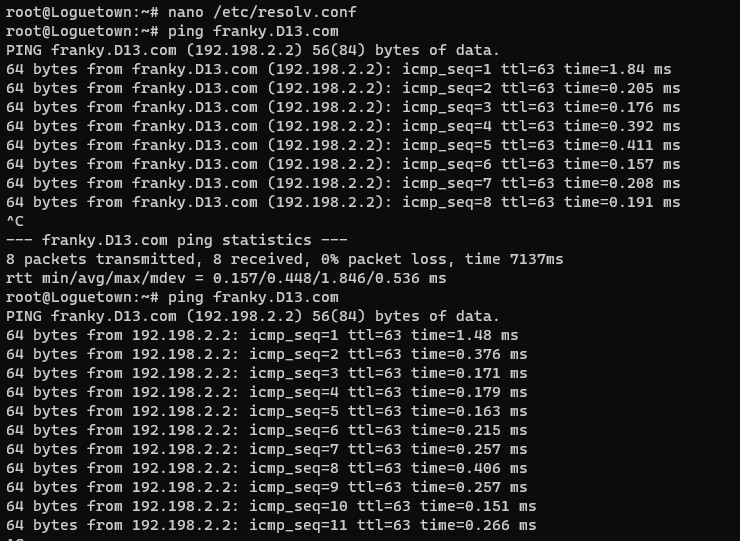 root@Loguetown:~# nano /etc/resolv.conf
root@Loguetown:~# ping franky.D13.com
PING franky.D13.com (192.198.2.2) 56(84) bytes of data.
64 bytes from franky.D13.com (192.198.2.2): icmp_seq=1 ttl=63 time=1.84 ms
64 bytes from franky.D13.com (192.198.2.2): icmp_seq=2 ttl=63 time=0.205 ms
64 bytes from franky.D13.com (192.198.2.2): icmp_seq=3 ttl=63 time=0.176 ms
64 bytes from franky.D13.com (192.198.2.2): icmp_seq=4 ttl=63 time=0.392 ms
64 bytes from franky.D13.com (192.198.2.2): icmp_seq=5 ttl=63 time=0.411 ms
64 bytes from franky.D13.com (192.198.2.2): icmp_seq=6 ttl=63 time=0.157 ms
64 bytes from franky.D13.com (192.198.2.2): icmp_seq=7 ttl=63 time=0.208 ms
64 bytes from franky.D13.com (192.198.2.2): icmp_seq=8 ttl=63 time=0.191 ms
^C
--- franky.D13.com ping statistics ---
8 packets transmitted, 8 received, 0% packet loss, time 7137ms
rtt min/avg/max/mdev = 0.157/0.448/1.846/0.536 ms
root@Loguetown:~# ping franky.D13.com
PING franky.D13.com (192.198.2.2) 56(84) bytes of data.
64 bytes from 192.198.2.2: icmp_seq=1 ttl=63 time=1.48 ms
64 bytes from 192.198.2.2: icmp_seq=2 ttl=63 time=0.376 ms
64 bytes from 192.198.2.2: icmp_seq=3 ttl=63 time=0.171 ms
64 bytes from 192.198.2.2: icmp_seq=4 ttl=63 time=0.179 ms
64 bytes from 192.198.2.2: icmp_seq=5 ttl=63 time=0.163 ms
64 bytes from 192.198.2.2: icmp_seq=6 ttl=63 time=0.215 ms
64 bytes from 192.198.2.2: icmp_seq=7 ttl=63 time=0.257 ms
64 bytes from 192.198.2.2: icmp_seq=8 ttl=63 time=0.406 ms
64 bytes from 192.198.2.2: icmp_seq=9 ttl=63 time=0.257 ms
64 bytes from 192.198.2.2: icmp_seq=10 ttl=63 time=0.151 ms
64 bytes from 192.198.2.2: icmp_seq=11 ttl=63 time=0.266 ms